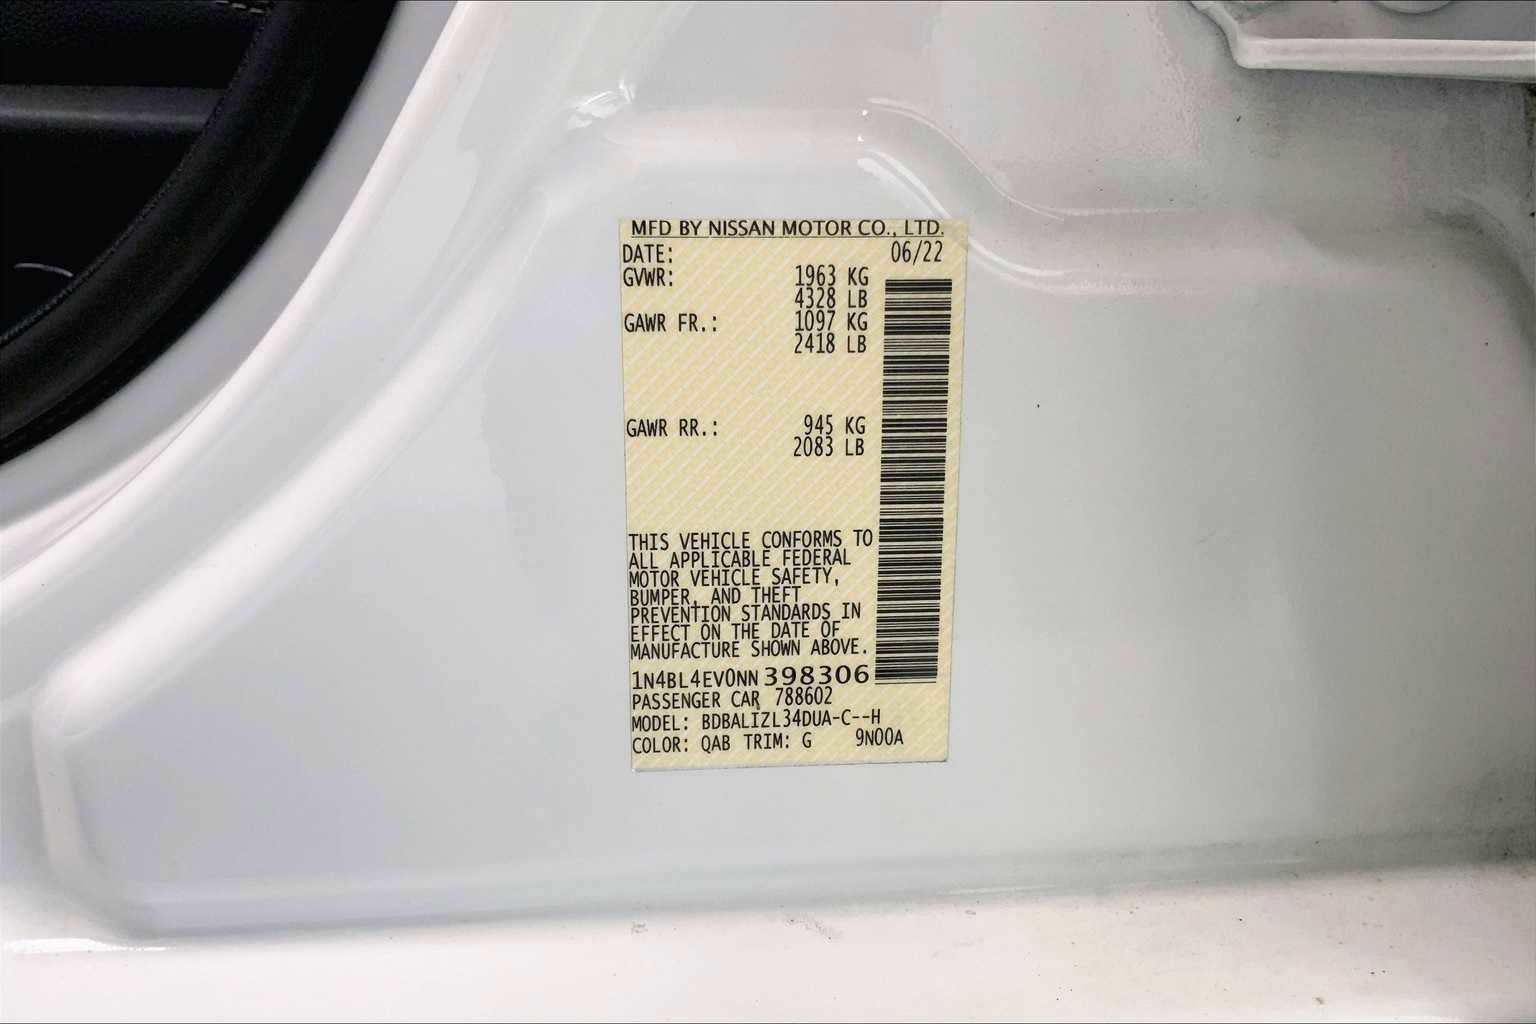 MFD BY NISSAN MOTOR CO., LTD.
DATE: 06/22
GVWR: 1963 KG
4328 LB
GAWR FR.: 1097 KG
2418 LB
GAWR RR.: 945 KG
2083 LB
THIS VEHICLE CONFORMS TO
ALL APPLICABLE FEDERAL
MOTOR VEHICLE SAFETY,
BUMPER, AND THEFT
PREVENTION STANDARDS IN
EFFECT ON THE DATE OF
MANUFACTURE SHOWN ABOVE.
1N4BL4EV0NN398306
PASSENGER CAR 788602
MODEL: BDBALIZL34DUA-C--H
COLOR: QAB TRIM: G 9N00A